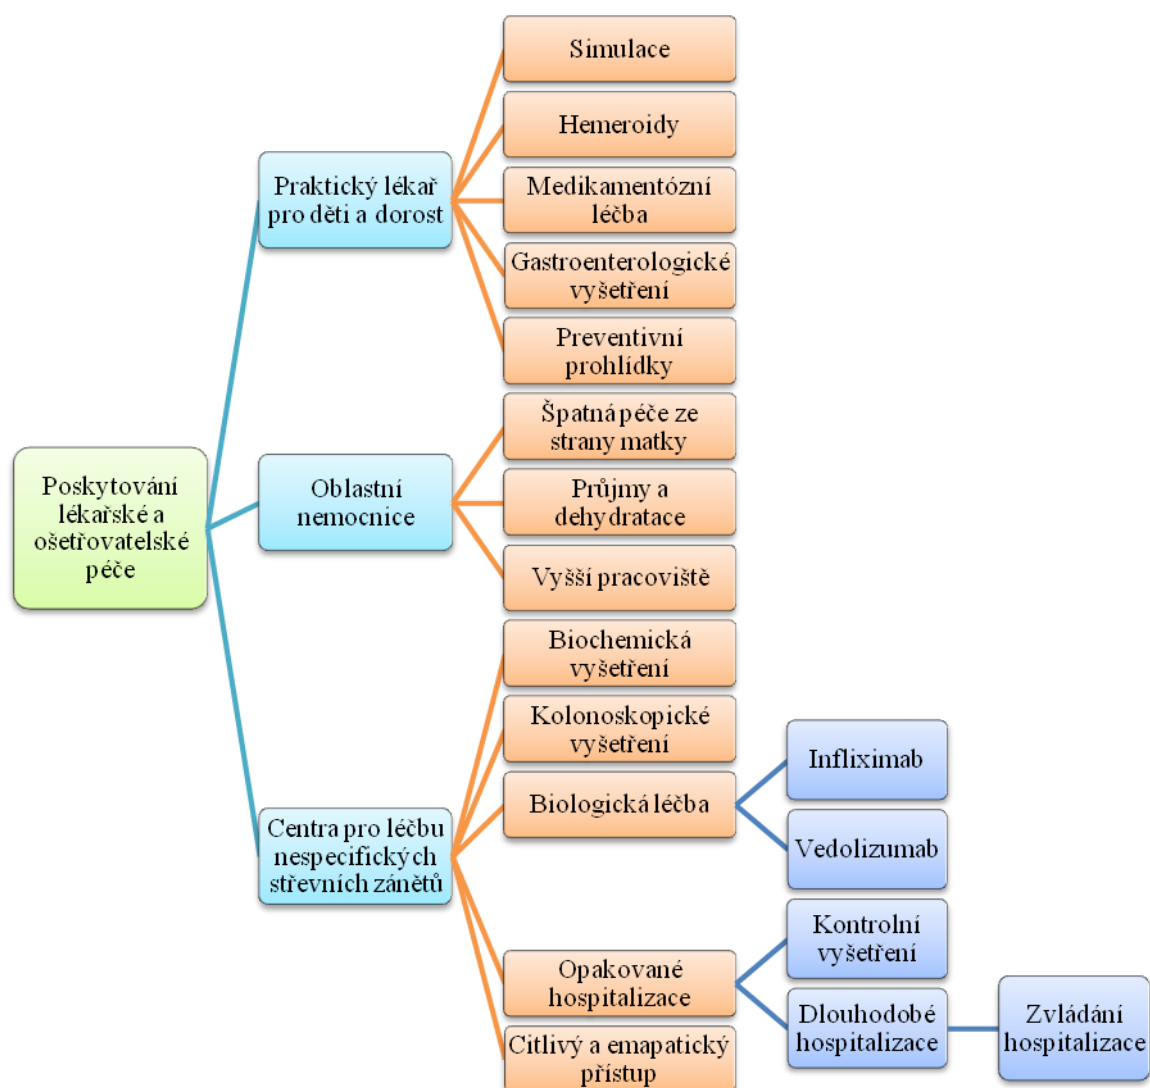 Poskytování
lékařské a
ošetřovatelské
péče
Praktický lékař
pro děti a dorost
Simulace
Hemeroidy
Medikamentózní
léčba
Gastroenterologické
vyšetření
Preventivní
prohlídky
Oblastní
nemocnice
Špatná péče ze
strany matky
Průjmy a
dehydratace
Vyšší pracoviště
Centra pro léčbu
nespecifických
střevních zánětů
Biochemická
vyšetření
Kolonoskopické
vyšetření
Biologická léčba
Infliximab
Vedolizumab
Opakované
hospitalizace
Kontrolní
vyšetření
Dlouhodobé
hospitalizace
Zvládání
hospitalizace
Citlivý a emapatický
přístup